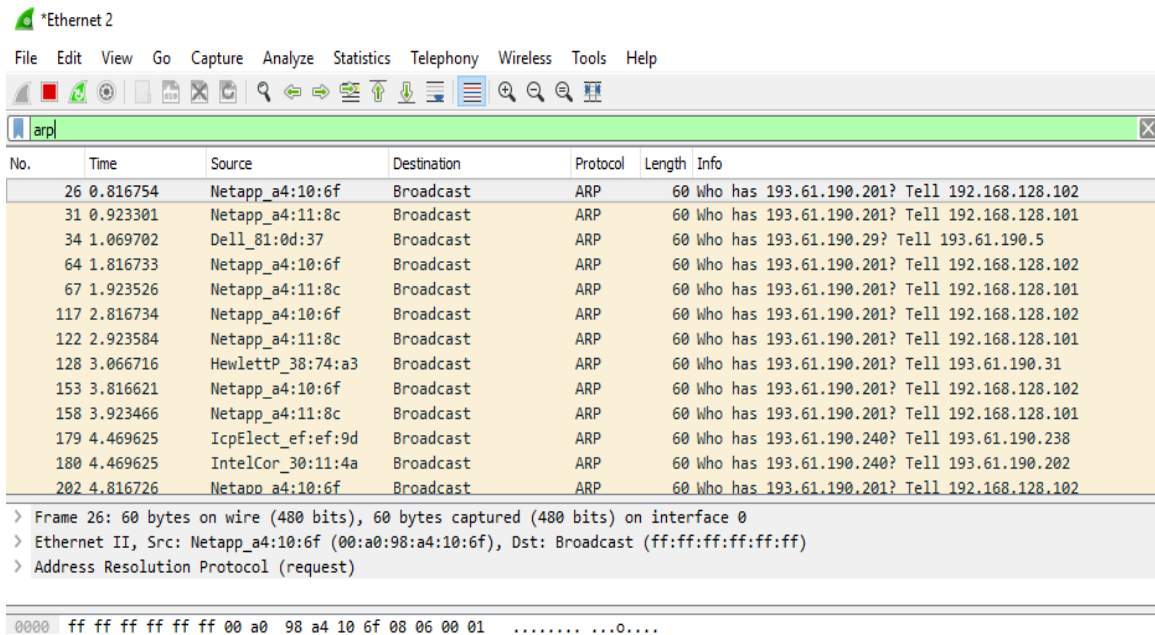 *Ethernet 2
File Edit View Go Capture Analyze Statistics Telephony Wireless Tools Help
arp
No. Time Source Destination Protocol Length Info
26 0.816754 Netapp_a4:10:6f Broadcast ARP 60 Who has 193.61.190.201? Tell 192.168.128.102
31 0.923301 Netapp_a4:11:8c Broadcast ARP 60 Who has 193.61.190.201? Tell 192.168.128.101
34 1.069702 Dell_81:0d:37 Broadcast ARP 60 Who has 193.61.190.29? Tell 193.61.190.5
64 1.816733 Netapp_a4:10:6f Broadcast ARP 60 Who has 193.61.190.201? Tell 192.168.128.102
67 1.923526 Netapp_a4:11:8c Broadcast ARP 60 Who has 193.61.190.201? Tell 192.168.128.101
117 2.816734 Netapp_a4:10:6f Broadcast ARP 60 Who has 193.61.190.201? Tell 192.168.128.102
122 2.923584 Netapp_a4:11:8c Broadcast ARP 60 Who has 193.61.190.201? Tell 192.168.128.101
128 3.066716 HewlettP_38:74:a3 Broadcast ARP 60 Who has 193.61.190.201? Tell 193.61.190.31
153 3.816621 Netapp_a4:10:6f Broadcast ARP 60 Who has 193.61.190.201? Tell 192.168.128.102
158 3.923466 Netapp_a4:11:8c Broadcast ARP 60 Who has 193.61.190.201? Tell 192.168.128.101
179 4.469625 IcpElect_ef:ef:9d Broadcast ARP 60 Who has 193.61.190.240? Tell 193.61.190.238
180 4.469625 IntelCor_30:11:4a Broadcast ARP 60 Who has 193.61.190.240? Tell 193.61.190.202
202 4.816726 Netapp_a4:10:6f Broadcast ARP 60 Who has 193.61.190.201? Tell 192.168.128.102
> Frame 26: 60 bytes on wire (480 bits), 60 bytes captured (480 bits) on interface 0
> Ethernet II, Src: Netapp_a4:10:6f (00:a0:98:a4:10:6f), Dst: Broadcast (ff:ff:ff:ff:ff:ff)
> Address Resolution Protocol (request)
0000 ff ff ff ff ff ff 00 a0 98 a4 10 6f 08 06 00 01 ........ ...o....